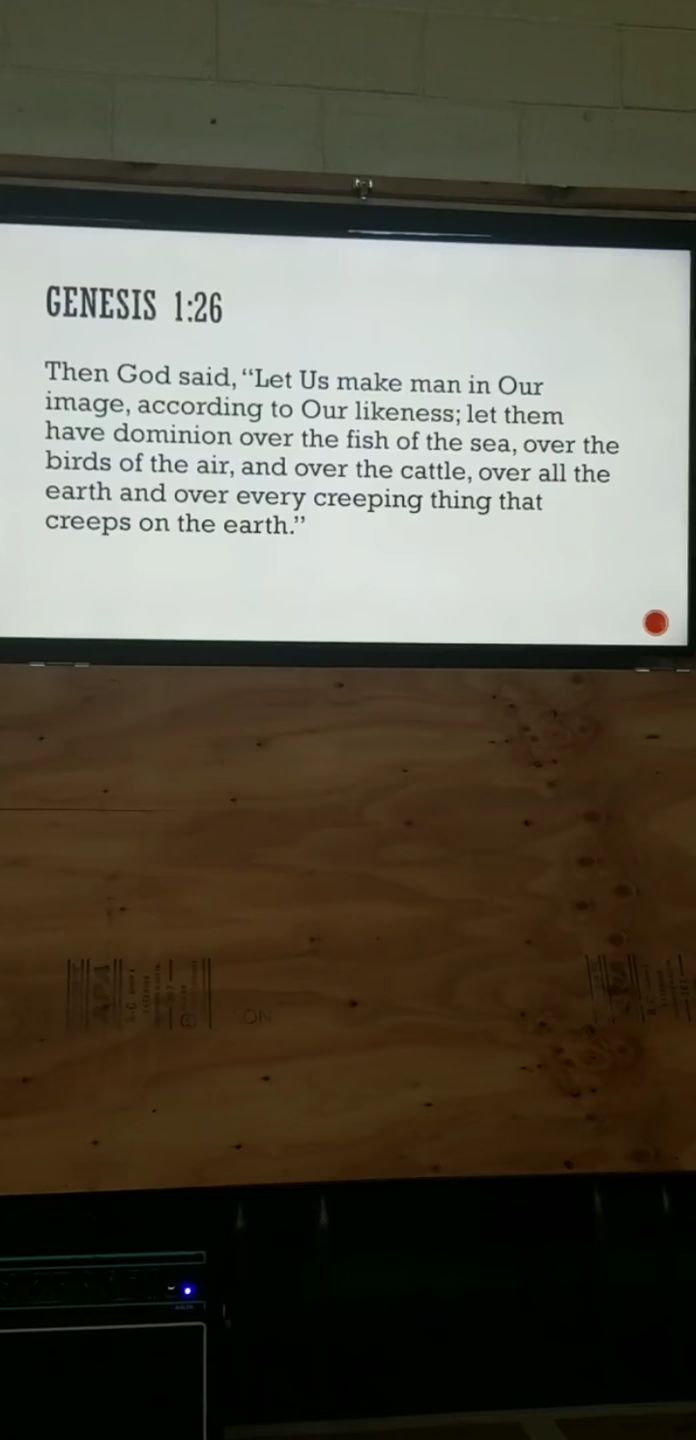 GENESIS 1:26
Then God said, “Let Us make man in Our
image, according to Our likeness; let them
have dominion over the fish of the sea, over the
birds of the air, and over the cattle, over all the
earth and over every creeping thing that
creeps on the earth.”
APA